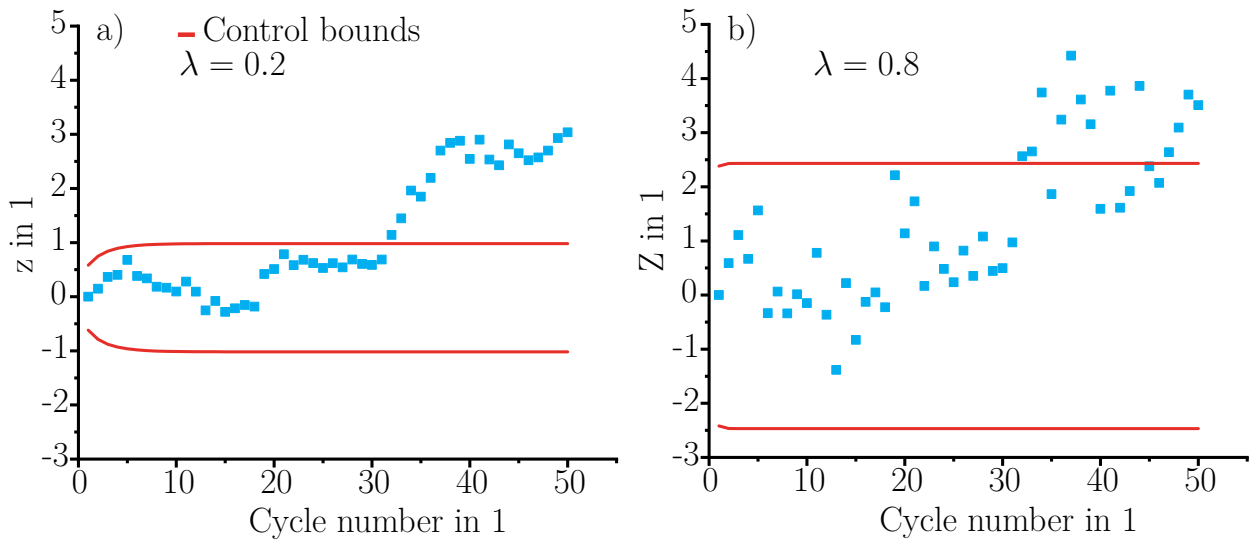 a)
Control bounds
λ = 0.2
5
4
3
2
1
0
-1
-2
-3
z in 1
0 10 20 30 40 50
Cycle number in 1
b)
λ = 0.8
5
4
3
2
1
0
-1
-2
-3
Z in 1
0 10 20 30 40 50
Cycle number in 1